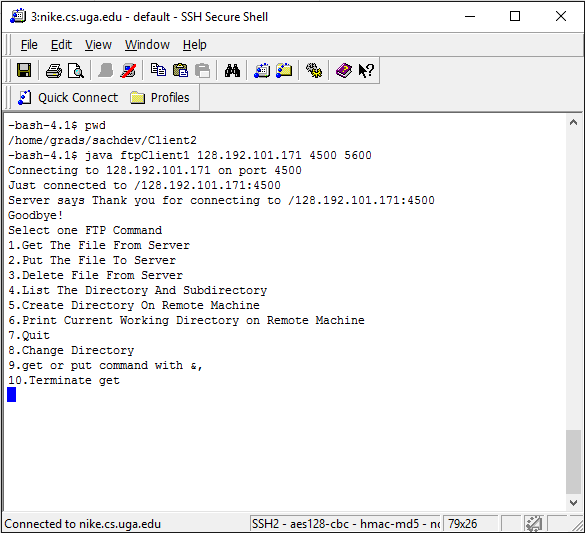 3:nike.cs.uga.edu - default - SSH Secure Shell
File Edit View Window Help
Quick Connect Profiles
-bash-4.1$ pwd
/home/grads/sachdev/Client2
-bash-4.1$ java ftpClient1 128.192.101.171 4500 5600
Connecting to 128.192.101.171 on port 4500
Just connected to /128.192.101.171:4500
Server says Thank you for connecting to /128.192.101.171:4500
Goodbye!
Select one FTP Command
1.Get The File From Server
2.Put The File To Server
3.Delete File From Server
4.List The Directory And Subdirectory
5.Create Directory On Remote Machine
6.Print Current Working Directory on Remote Machine
7.Quit
8.Change Directory
9.get or put command with &,
10.Terminate get
Connected to nike.cs.uga.edu SSH2 - aes128-cbc - hmac-md5 - nc 79x26